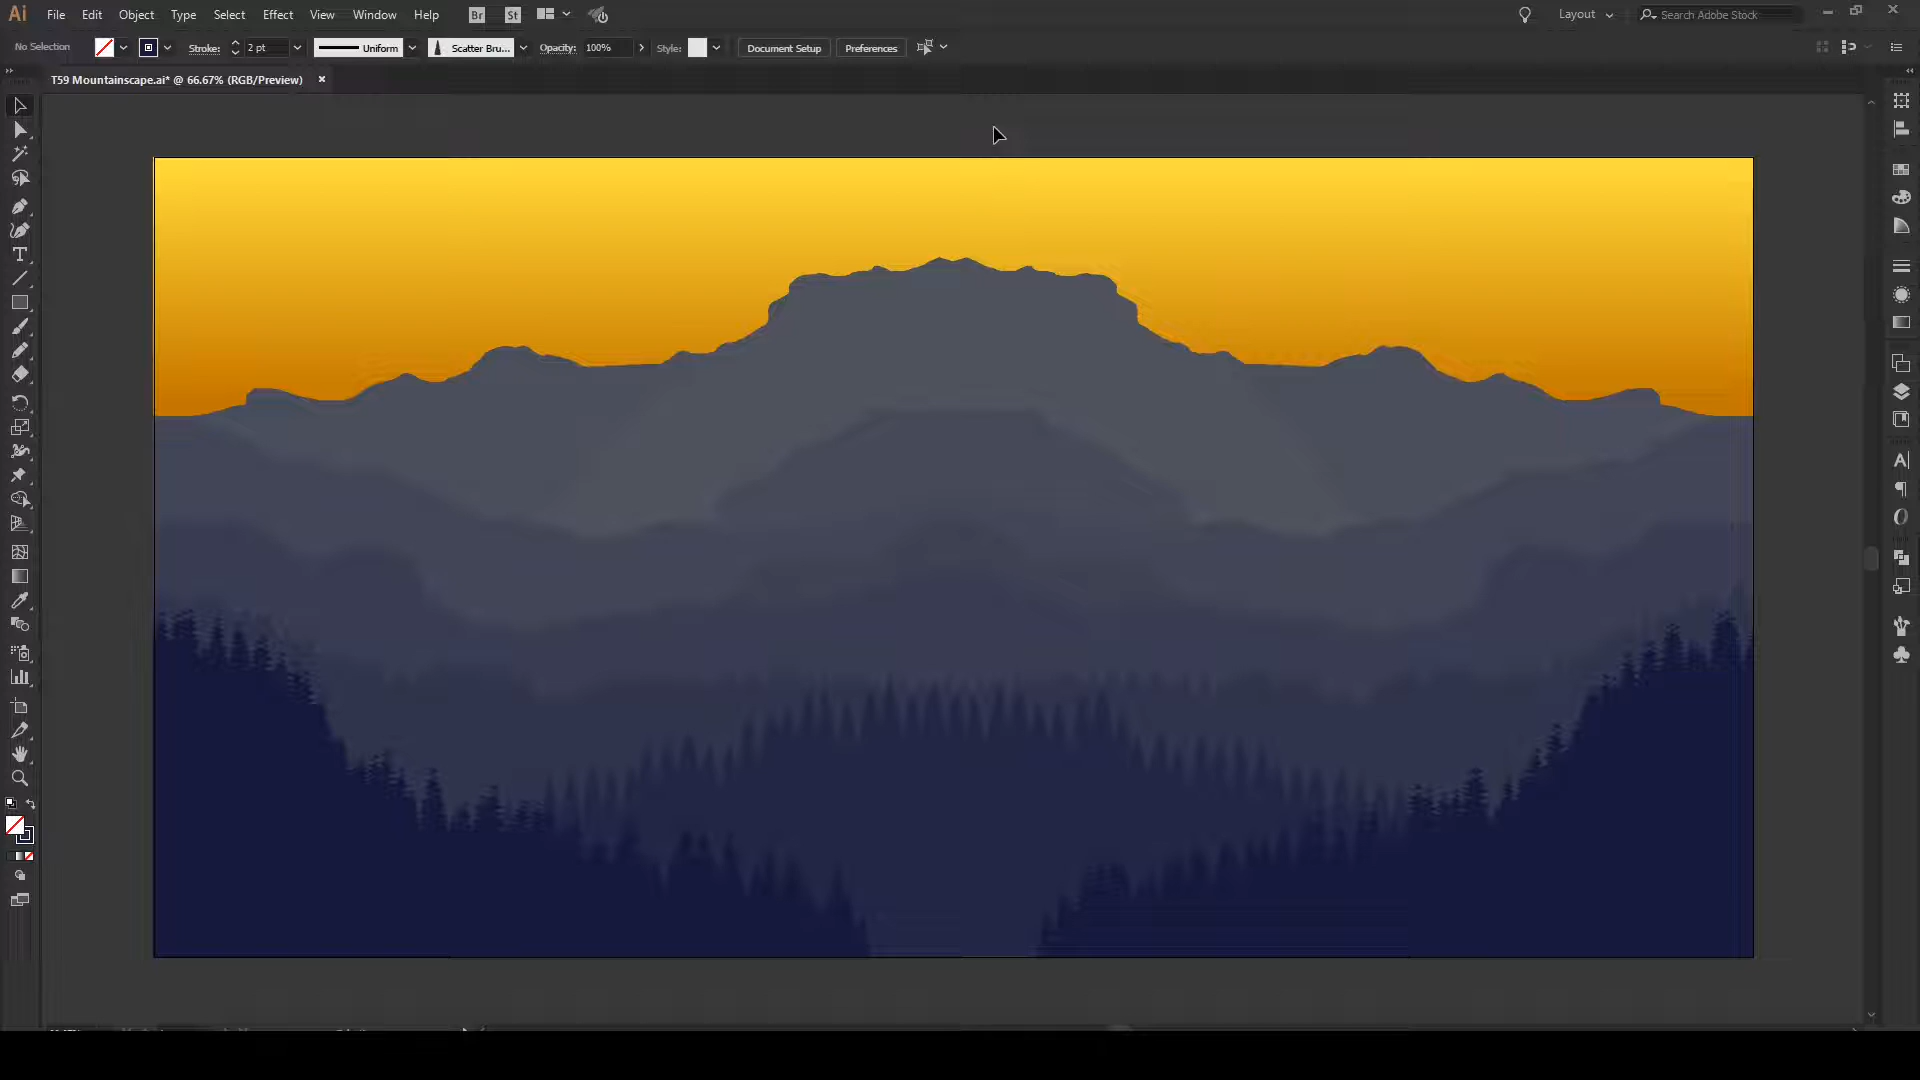 Ai File Edit Object Type Select Effect View Window Help Br St Layout Search Adobe Stock
No Selection Stroke: 2 pt Uniform Scatter Bru... Opacity: 100% Style: Document Setup Preferences
T59 Mountainscape.ai* @ 66.67% (RGB/Preview)